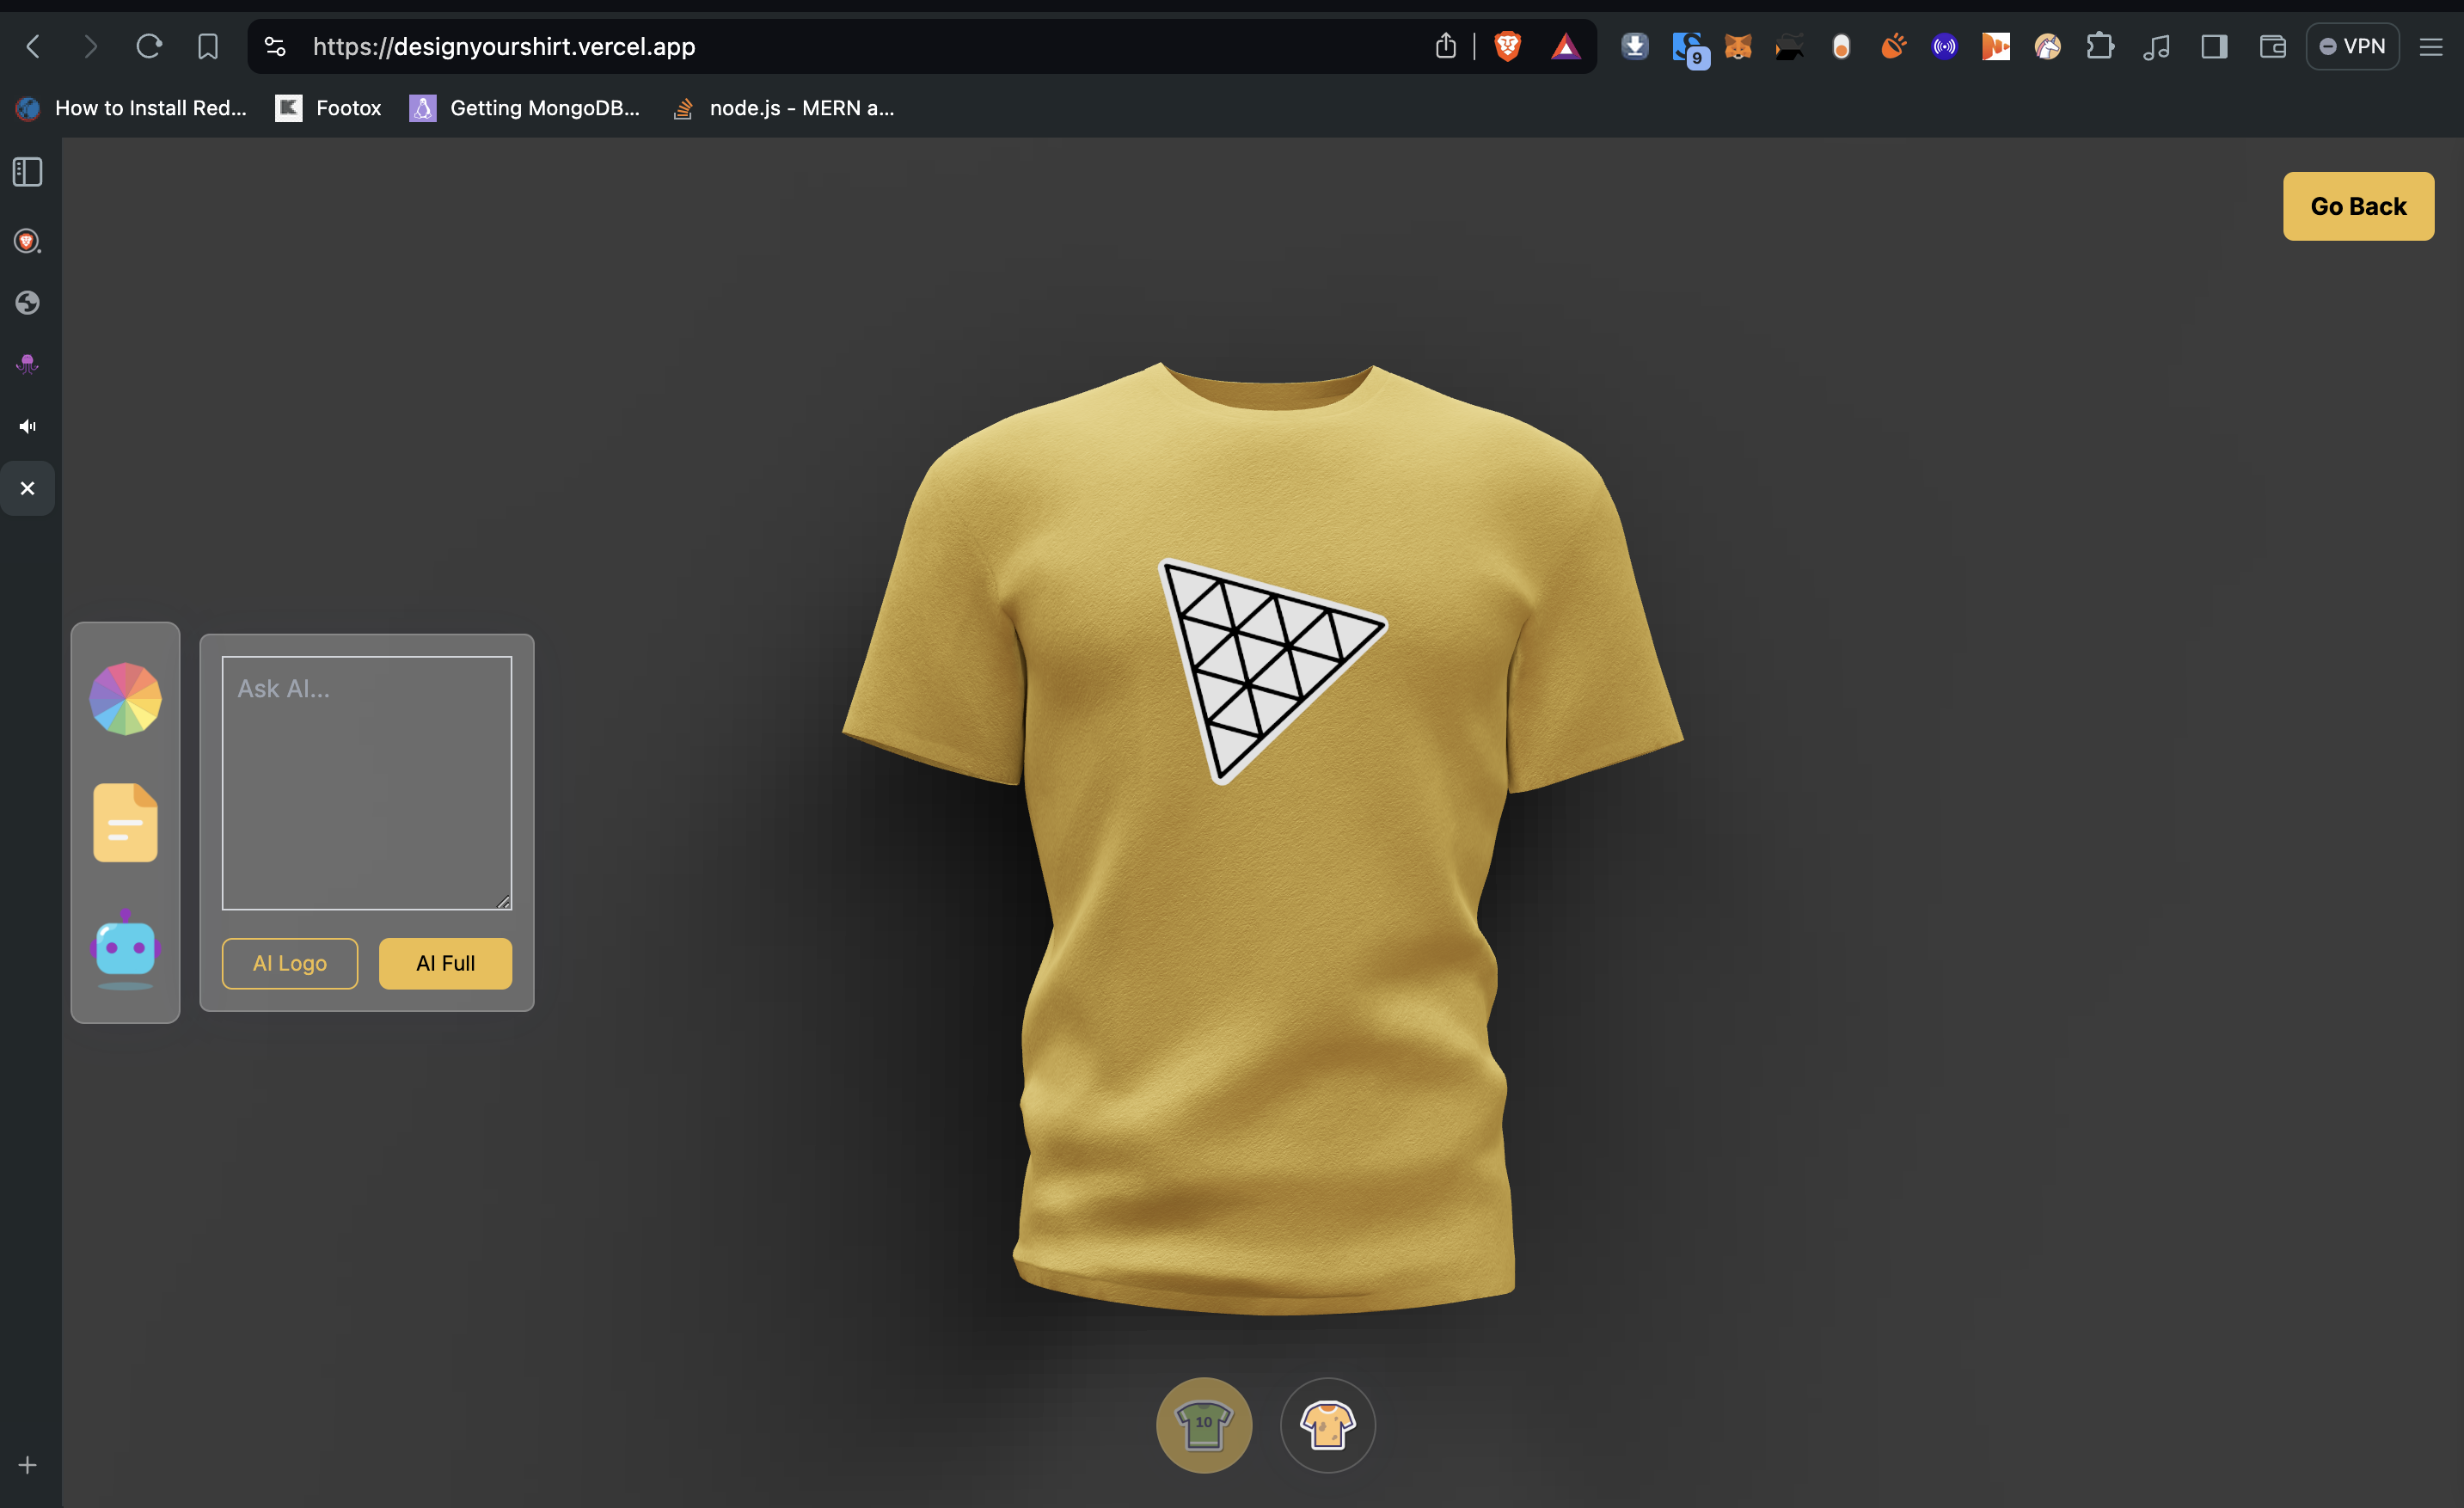 https://designyourshirt.vercel.app
9
VPN
How to Install Red...
Footox
Getting MongoDB...
node.js - MERN a...
Go Back
Ask AI...
AI Logo
AI Full
10